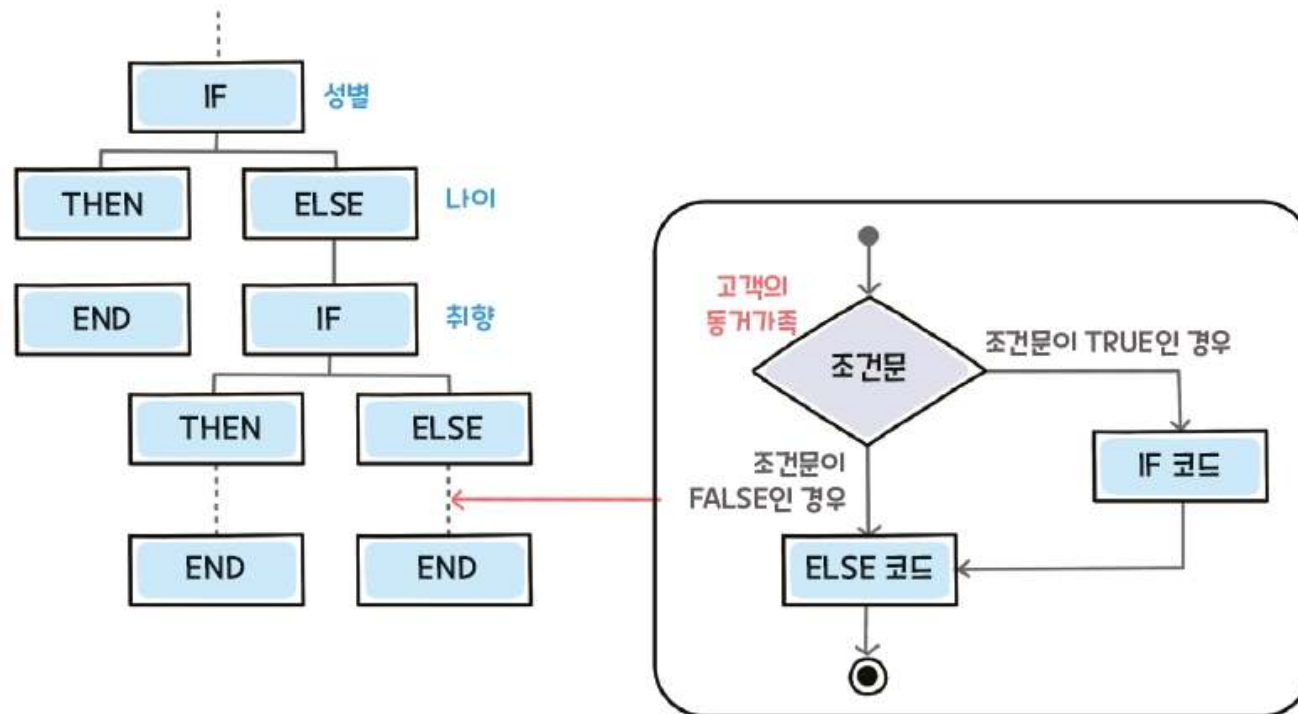 IF
성별
THEN
ELSE
나이
END
IF
취향
THEN
ELSE
END
END
고객의
동거가족
조건문
조건문이 TRUE인 경우
IF 코드
조건문이
FALSE인 경우
ELSE 코드